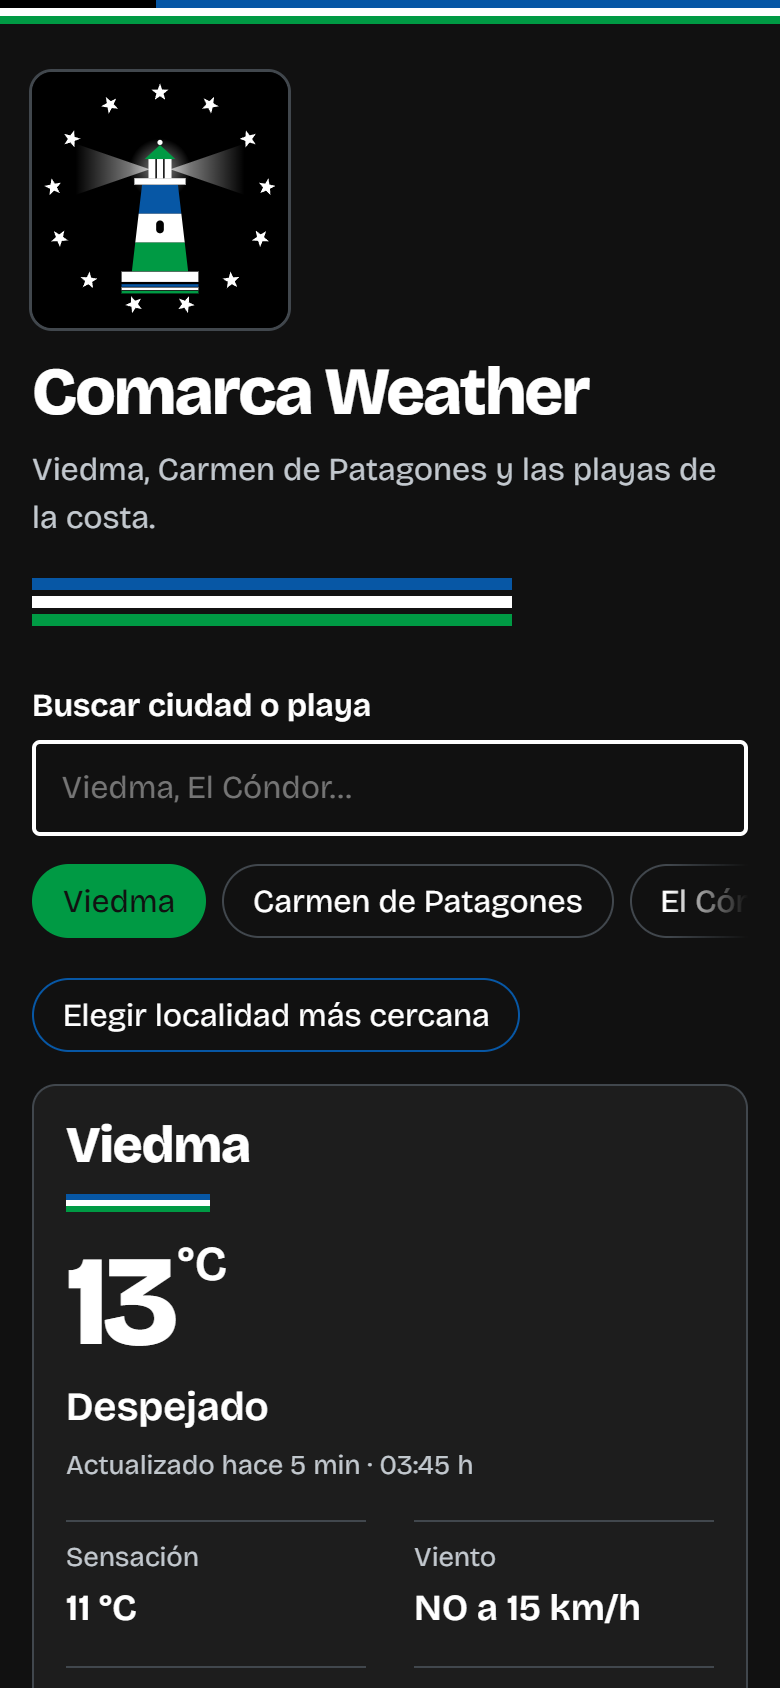 Comarca Weather
Viedma, Carmen de Patagones y las playas de
la costa.
Buscar ciudad o playa
Viedma, El Cóndor...
Viedma
Carmen de Patagones
El Cór
Elegir localidad más cercana
Viedma
13 °C
Despejado
Actualizado hace 5 min · 03:45 h
Sensación
11 °C
Viento
NO a 15 km/h